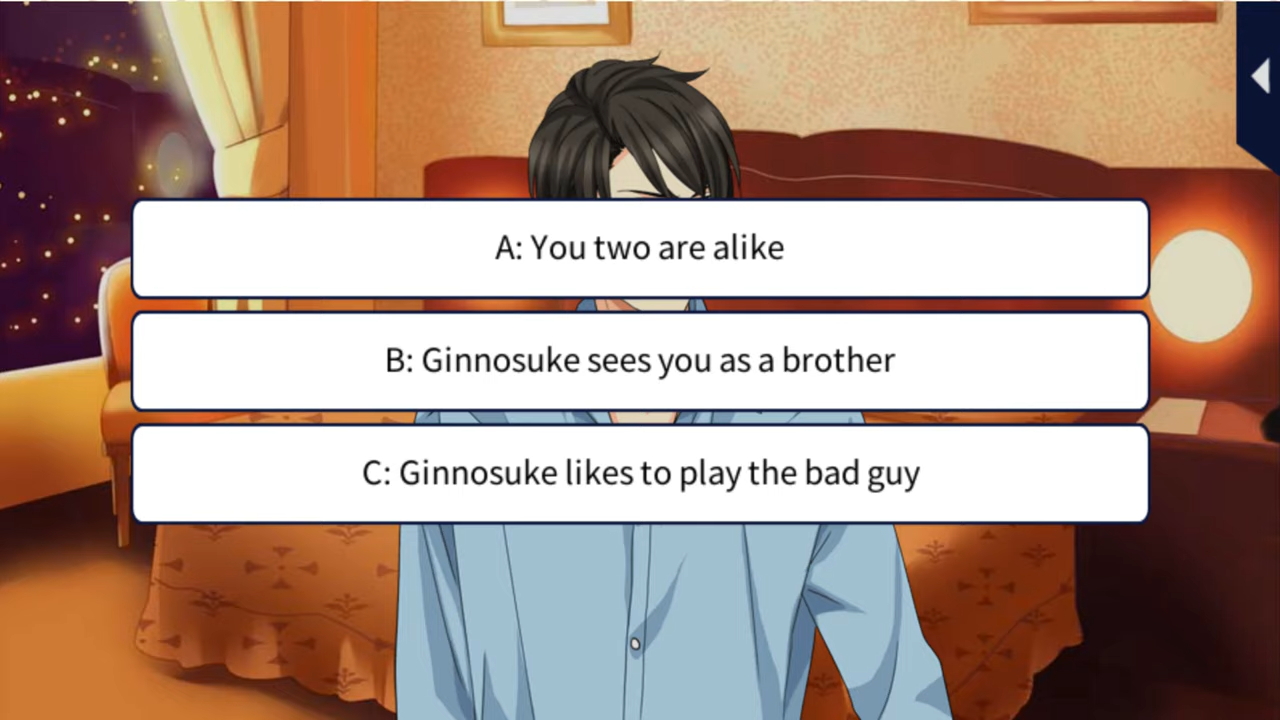 A: You two are alike
B: Ginnosuke sees you as a brother
C: Ginnosuke likes to play the bad guy